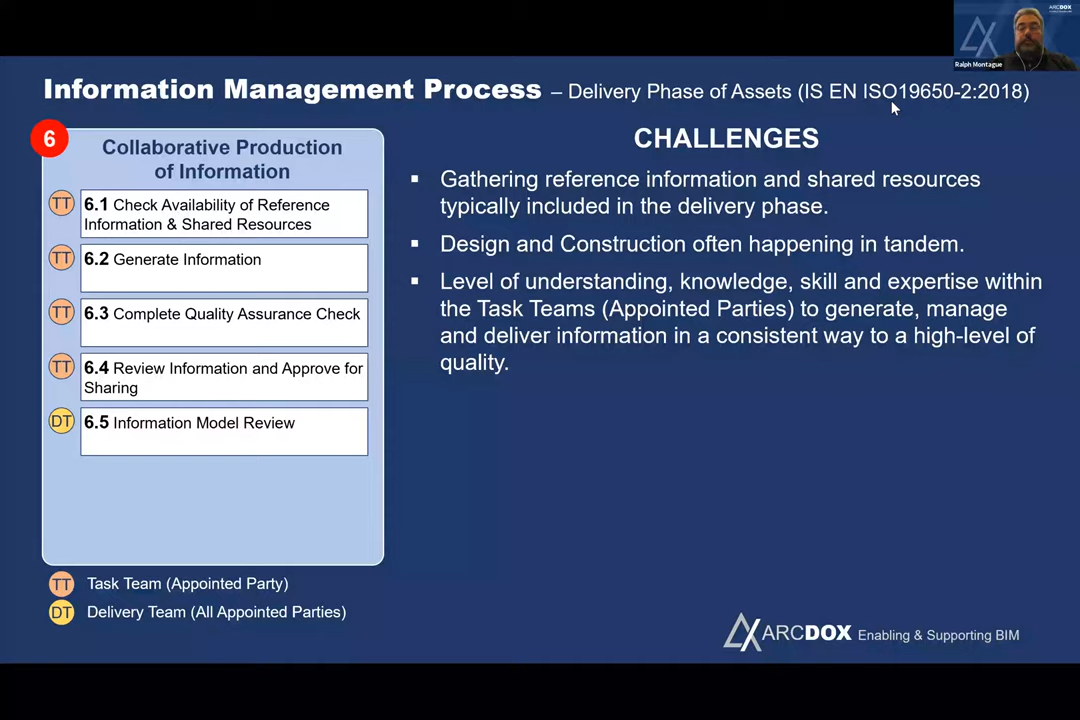 ARCDOX
Ralph Montague
Information Management Process – Delivery Phase of Assets (IS EN ISO19650-2:2018)
6
Collaborative Production
of Information
TT
6.1 Check Availability of Reference
Information & Shared Resources
TT
6.2 Generate Information
TT
6.3 Complete Quality Assurance Check
TT
6.4 Review Information and Approve for
Sharing
DT
6.5 Information Model Review
TT Task Team (Appointed Party)
DT Delivery Team (All Appointed Parties)
CHALLENGES
▪ Gathering reference information and shared resources
typically included in the delivery phase.
▪ Design and Construction often happening in tandem.
▪ Level of understanding, knowledge, skill and expertise within
the Task Teams (Appointed Parties) to generate, manage
and deliver information in a consistent way to a high-level of
quality.
ARCDOX Enabling & Supporting BIM